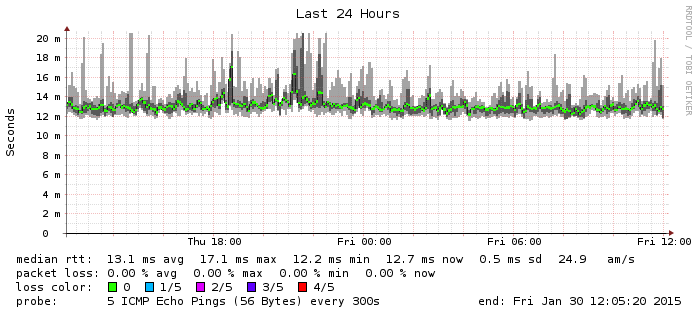 Last 24 Hours
RRDTOOL / TOBI OETIKER
Seconds
20 m
18 m
16 m
14 m
12 m
10 m
8 m
6 m
4 m
2 m
0
Thu 18:00 Fri 00:00 Fri 06:00 Fri 12:00
median rtt: 13.1 ms avg 17.1 ms max 12.2 ms min 12.7 ms now 0.5 ms sd 24.9 am/s
packet loss: 0.00 % avg 0.00 % max 0.00 % min 0.00 % now
loss color: 0 1/5 2/5 3/5 4/5
probe: 5 ICMP Echo Pings (56 Bytes) every 300s end: Fri Jan 30 12:05:20 2015